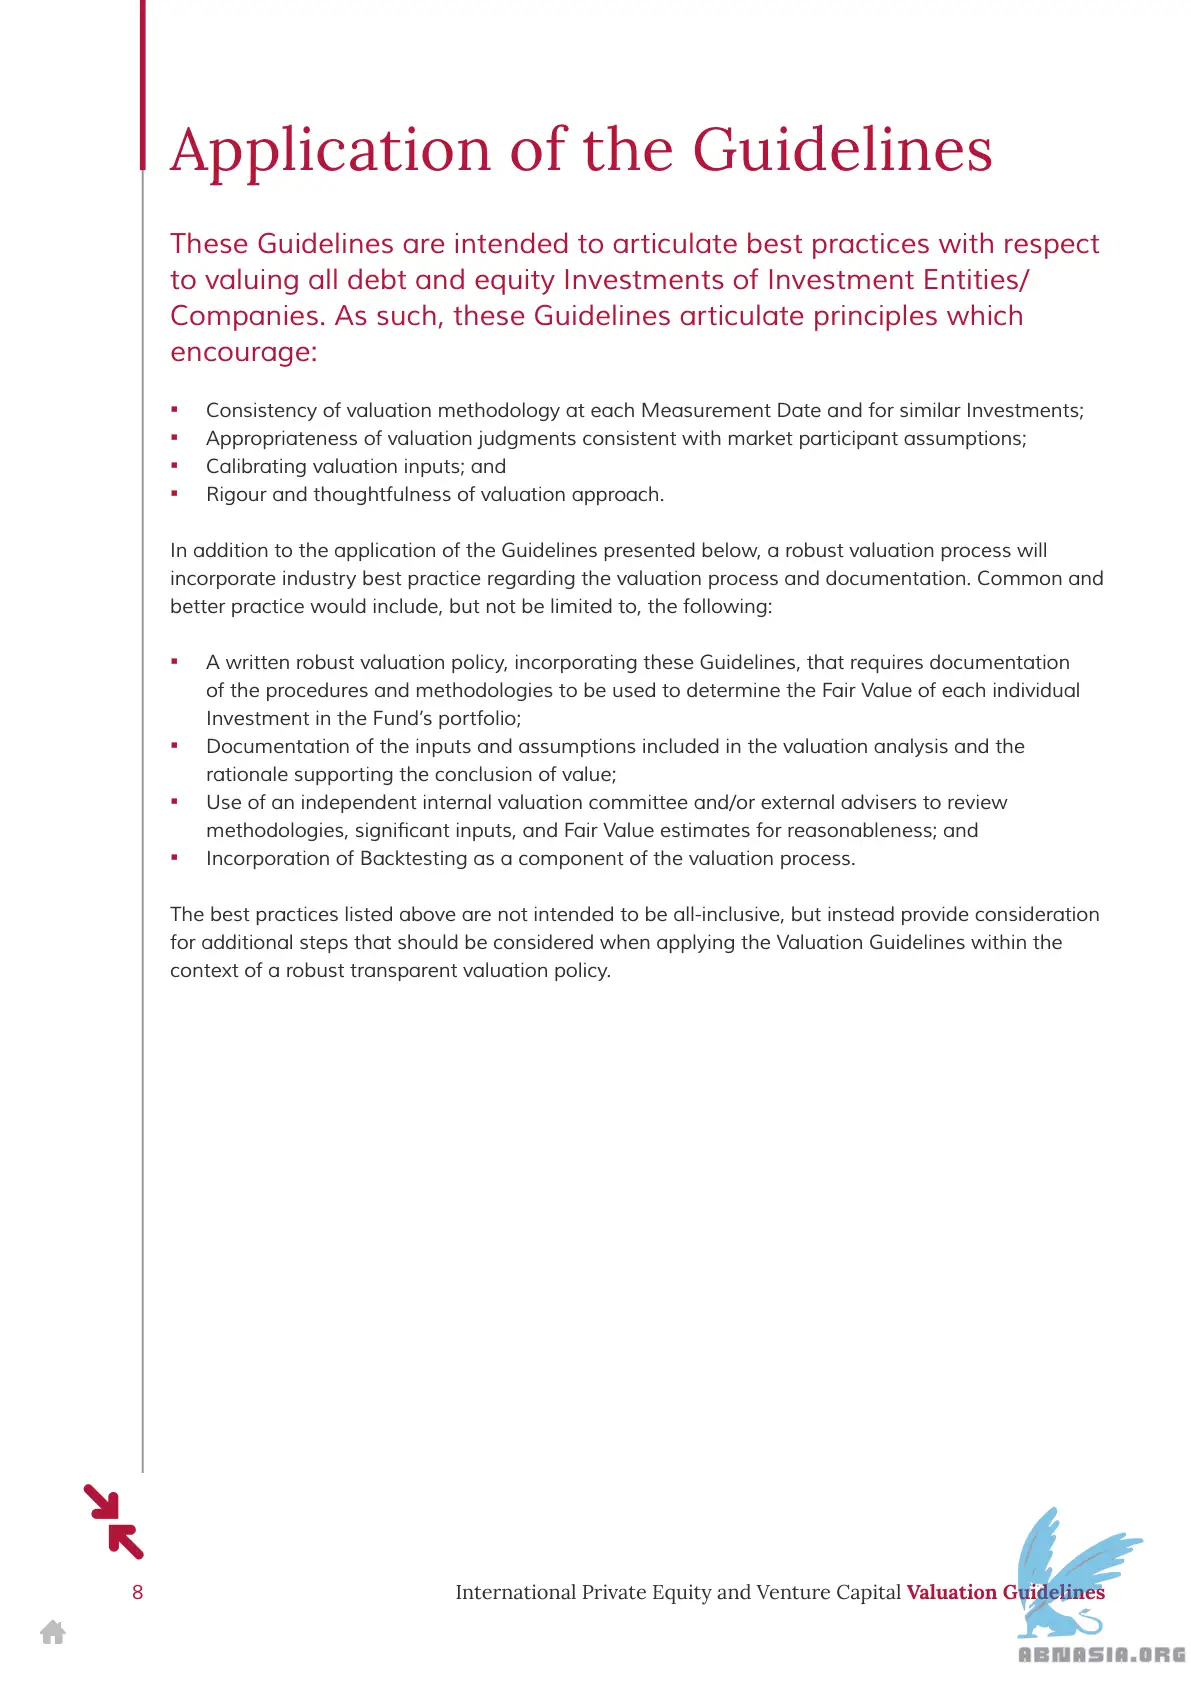 Application of the Guidelines
These Guidelines are intended to articulate best practices with respect
to valuing all debt and equity Investments of Investment Entities/
Companies. As such, these Guidelines articulate principles which
encourage:
▪ Consistency of valuation methodology at each Measurement Date and for similar Investments;
▪ Appropriateness of valuation judgments consistent with market participant assumptions;
▪ Calibrating valuation inputs; and
▪ Rigour and thoughtfulness of valuation approach.
In addition to the application of the Guidelines presented below, a robust valuation process will
incorporate industry best practice regarding the valuation process and documentation. Common and
better practice would include, but not be limited to, the following:
▪ A written robust valuation policy, incorporating these Guidelines, that requires documentation
of the procedures and methodologies to be used to determine the Fair Value of each individual
Investment in the Fund’s portfolio;
▪ Documentation of the inputs and assumptions included in the valuation analysis and the
rationale supporting the conclusion of value;
▪ Use of an independent internal valuation committee and/or external advisers to review
methodologies, significant inputs, and Fair Value estimates for reasonableness; and
▪ Incorporation of Backtesting as a component of the valuation process.
The best practices listed above are not intended to be all-inclusive, but instead provide consideration
for additional steps that should be considered when applying the Valuation Guidelines within the
context of a robust transparent valuation policy.
8
International Private Equity and Venture Capital Valuation Guidelines
ABNASIA.ORG